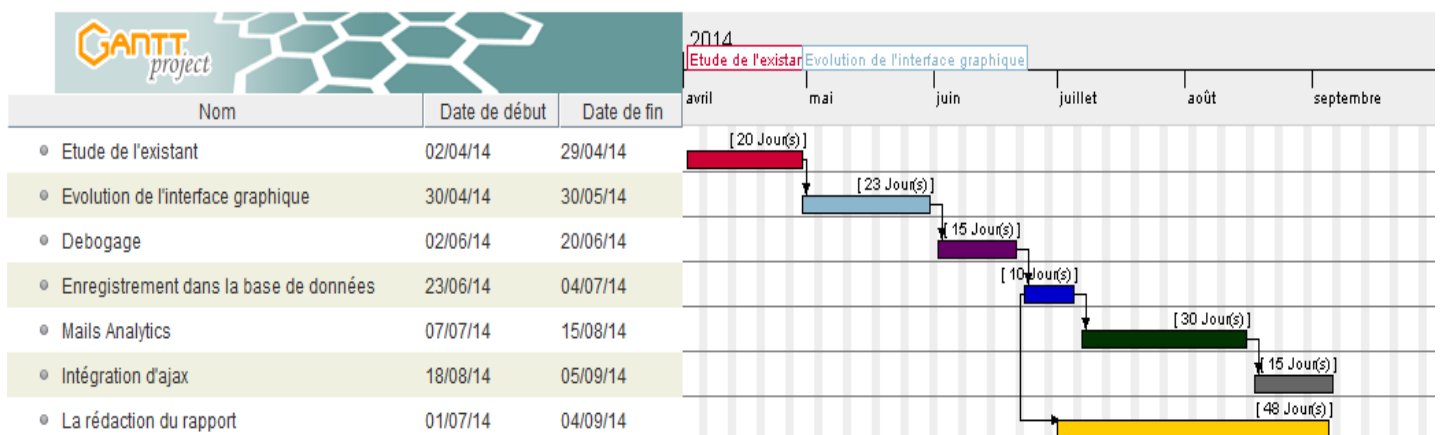 GANTT
project
2014
Etude de l'existar
Evolution de l'interface graphique
avril mai juin juillet août septembre
Nom Date de début Date de fin
Etude de l'existant 02/04/14 29/04/14 [ 20 Jour(s) ]
Evolution de l'interface graphique 30/04/14 30/05/14 [ 23 Jour(s) ]
Debogage 02/06/14 20/06/14 [ 15 Jour(s) ]
Enregistrement dans la base de données 23/06/14 04/07/14 [ 10 Jour(s) ]
Mails Analytics 07/07/14 15/08/14 [ 30 Jour(s) ]
Intégration d'ajax 18/08/14 05/09/14 [ 15 Jour(s) ]
La rédaction du rapport 01/07/14 04/09/14 [ 48 Jour(s) ]